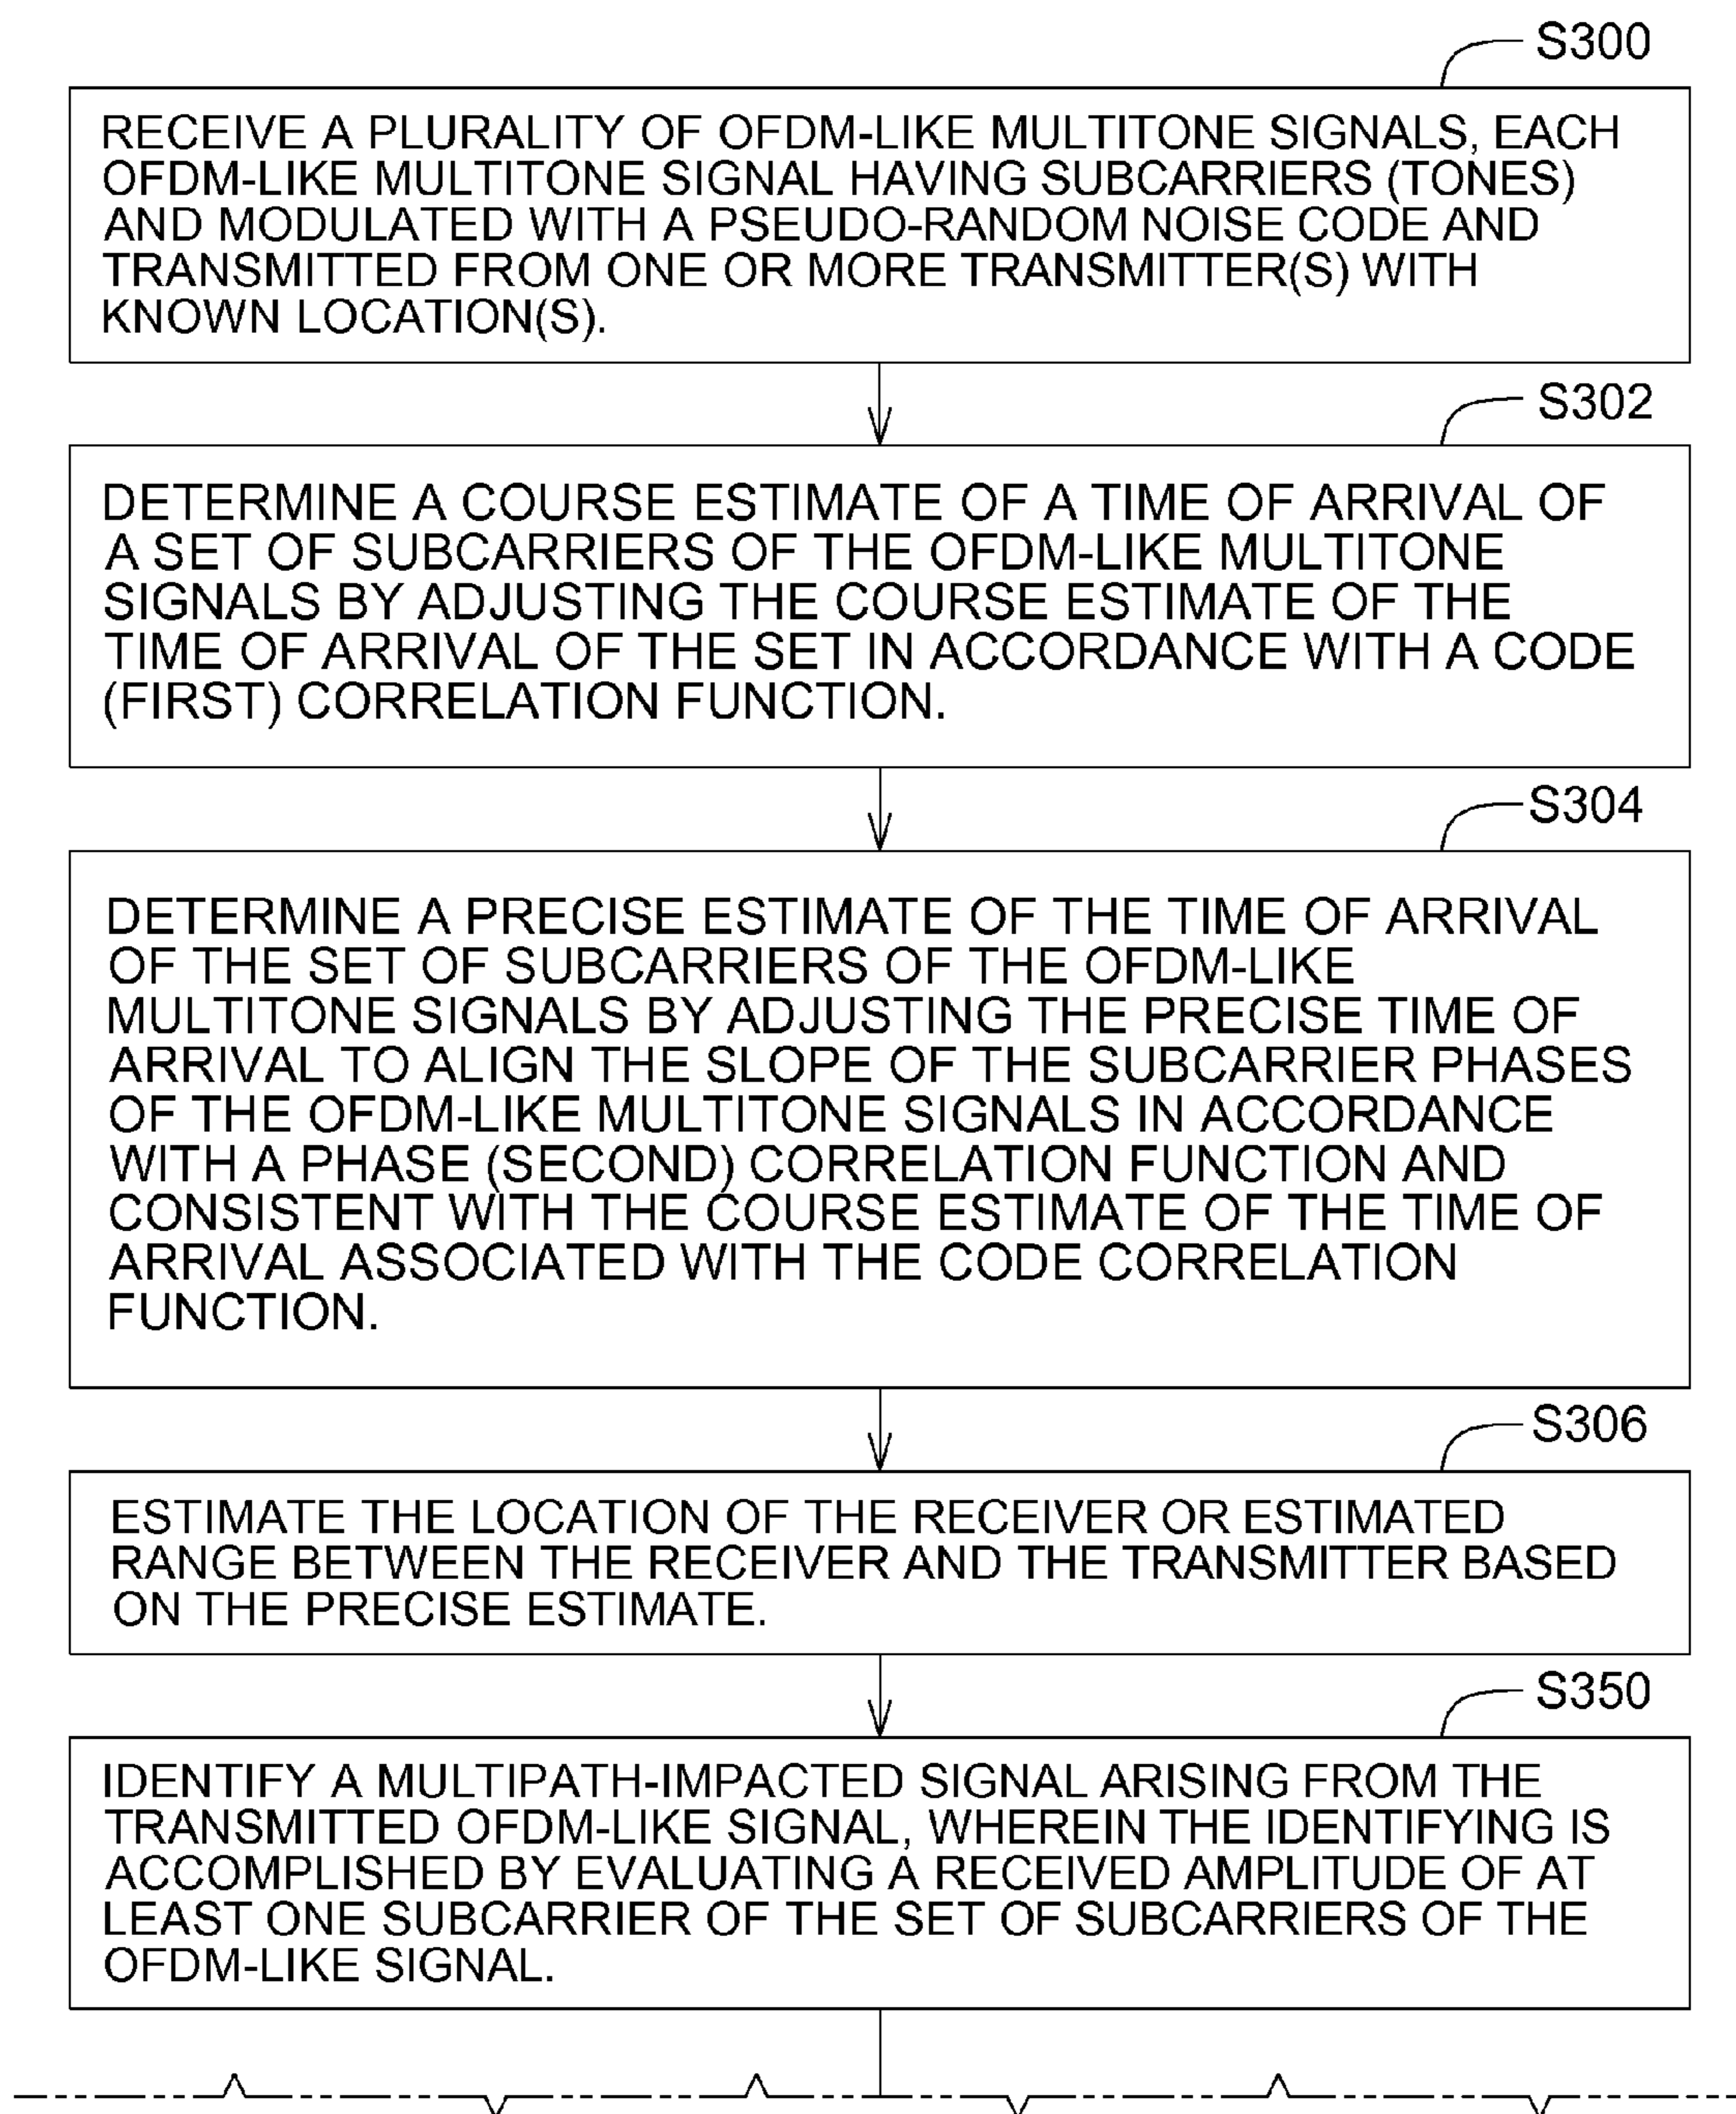 S300
RECEIVE A PLURALITY OF OFDM-LIKE MULTITONE SIGNALS, EACH
OFDM-LIKE MULTITONE SIGNAL HAVING SUBCARRIERS (TONES)
AND MODULATED WITH A PSEUDO-RANDOM NOISE CODE AND
TRANSMITTED FROM ONE OR MORE TRANSMITTER(S) WITH
KNOWN LOCATION(S).
S302
DETERMINE A COURSE ESTIMATE OF A TIME OF ARRIVAL OF
A SET OF SUBCARRIERS OF THE OFDM-LIKE MULTITONE
SIGNALS BY ADJUSTING THE COURSE ESTIMATE OF THE
TIME OF ARRIVAL OF THE SET IN ACCORDANCE WITH A CODE
(FIRST) CORRELATION FUNCTION.
S304
DETERMINE A PRECISE ESTIMATE OF THE TIME OF ARRIVAL
OF THE SET OF SUBCARRIERS OF THE OFDM-LIKE
MULTITONE SIGNALS BY ADJUSTING THE PRECISE TIME OF
ARRIVAL TO ALIGN THE SLOPE OF THE SUBCARRIER PHASES
OF THE OFDM-LIKE MULTITONE SIGNALS IN ACCORDANCE
WITH A PHASE (SECOND) CORRELATION FUNCTION AND
CONSISTENT WITH THE COURSE ESTIMATE OF THE TIME OF
ARRIVAL ASSOCIATED WITH THE CODE CORRELATION
FUNCTION.
S306
ESTIMATE THE LOCATION OF THE RECEIVER OR ESTIMATED
RANGE BETWEEN THE RECEIVER AND THE TRANSMITTER BASED
ON THE PRECISE ESTIMATE.
S350
IDENTIFY A MULTIPATH-IMPACTED SIGNAL ARISING FROM THE
TRANSMITTED OFDM-LIKE SIGNAL, WHEREIN THE IDENTIFYING IS
ACCOMPLISHED BY EVALUATING A RECEIVED AMPLITUDE OF AT
LEAST ONE SUBCARRIER OF THE SET OF SUBCARRIERS OF THE
OFDM-LIKE SIGNAL.